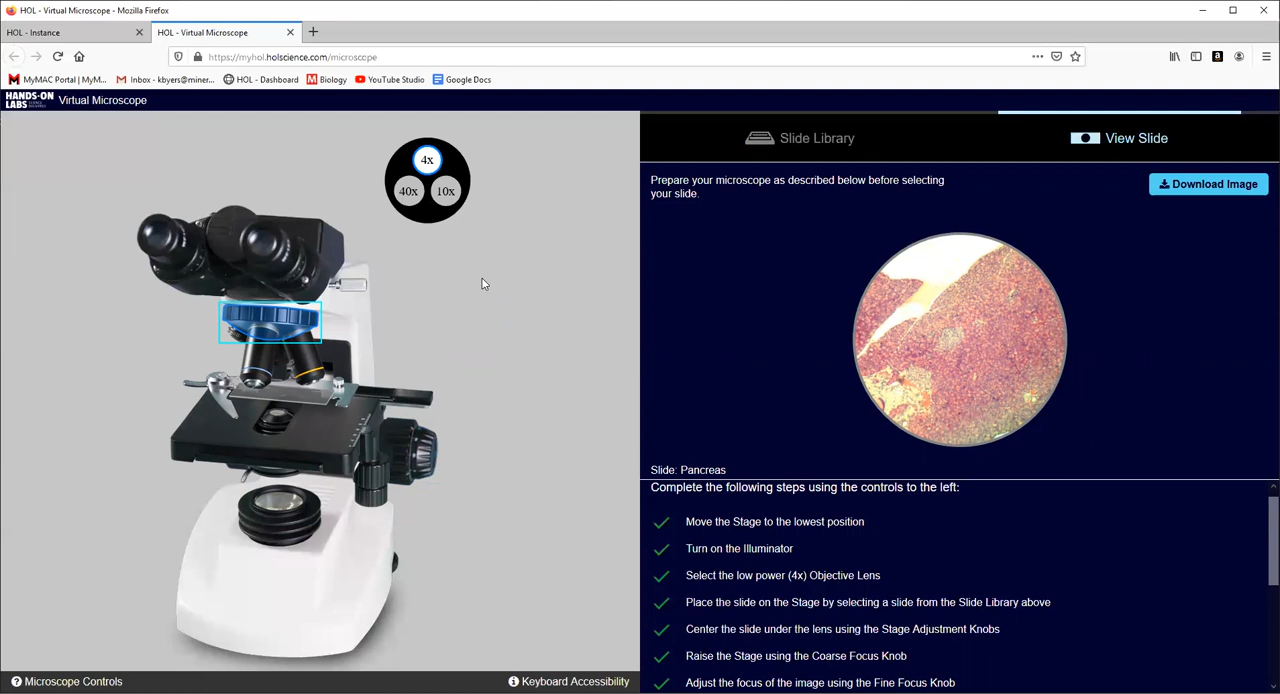 HOL - Virtual Microscope - Mozilla Firefox
HOL - Instance
HOL - Virtual Microscope
https://myhol.holscience.com/microscope
MyMAC Portal | MyM...
Inbox - kbyers@miner...
HOL - Dashboard
Biology
YouTube Studio
Google Docs
HANDS-ON
LABS
Virtual Microscope
4x
40x
10x
Slide Library
View Slide
Prepare your microscope as described below before selecting
your slide.
Download Image
Slide: Pancreas
Complete the following steps using the controls to the left:
Move the Stage to the lowest position
Turn on the Illuminator
Select the low power (4x) Objective Lens
Place the slide on the Stage by selecting a slide from the Slide Library above
Center the slide under the lens using the Stage Adjustment Knobs
Raise the Stage using the Coarse Focus Knob
Adjust the focus of the image using the Fine Focus Knob
Microscope Controls
Keyboard Accessibility